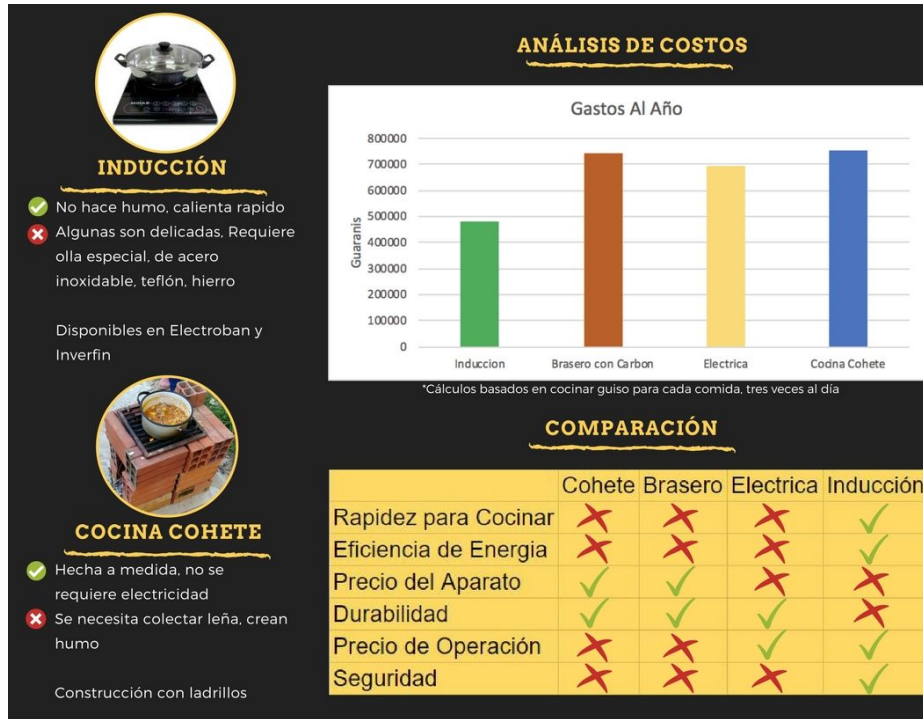 INDUCCIÓN
No hace humo, calienta rapido
Algunas son delicadas, Requiere
olla especial, de acero
inoxidable, teflón, hierro
Disponibles en Electroban y
Inverfin
COCINA COHETE
Hecha a medida, no se
requiere electricidad
Se necesita colectar leña, crean
humo
Construcción con ladrillos
ANÁLISIS DE COSTOS
Gastos Al Año
Guaranis
800000
700000
600000
500000
400000
300000
200000
100000
0
Induccion Brasero con Carbon Electrica Cocina Cohete
*Cálculos basados en cocinar guiso para cada comida, tres veces al día
COMPARACIÓN
Cohete Brasero Electrica Inducción
Rapidez para Cocinar
Eficiencia de Energia
Precio del Aparato
Durabilidad
Precio de Operación
Seguridad